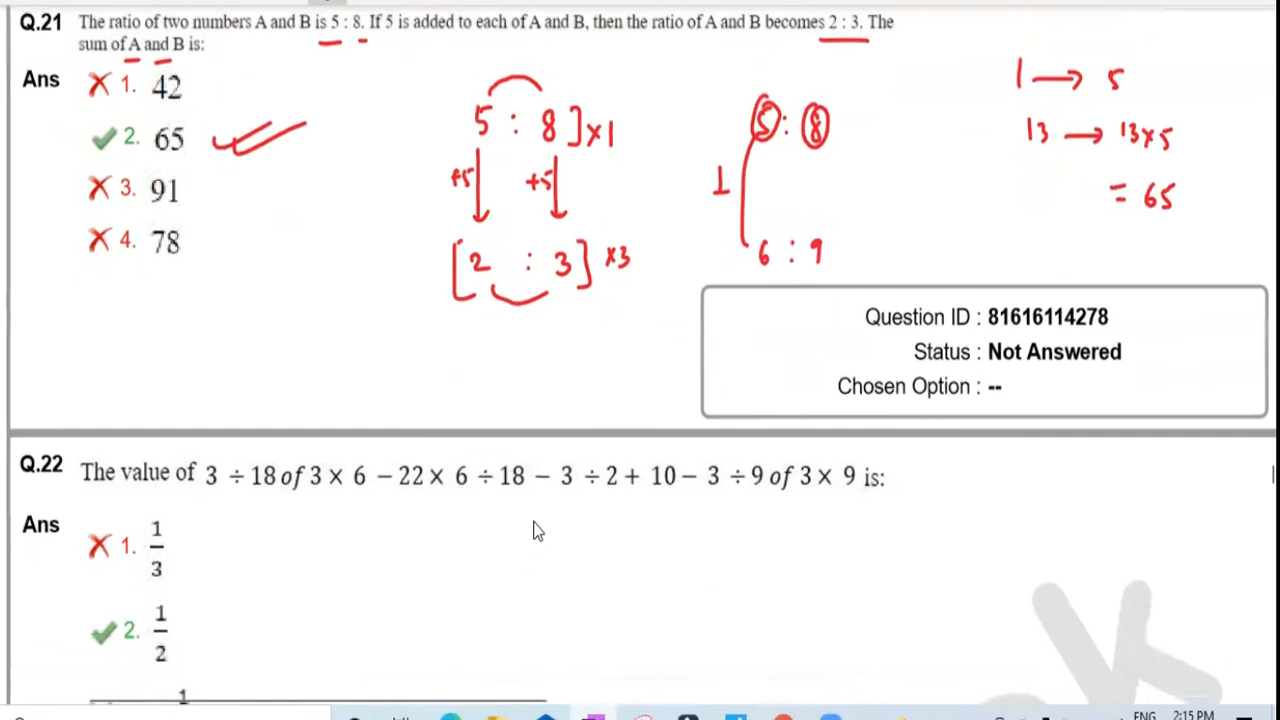 Q.21 The ratio of two numbers A and B is 5 : 8. If 5 is added to each of A and B, then the ratio of A and B becomes 2 : 3. The
sum of A and B is:
Ans
1. 42
2. 65
3. 91
4. 78
5 : 8 ] ×1
+5 +5
[ 2 : 3 ] ×3
5 : 8
1
6 : 9
1 → 5
13 → 13×5
= 65
Question ID : 81616114278
Status : Not Answered
Chosen Option : --
Q.22 The value of 3 ÷ 18 of 3 × 6 − 22 × 6 ÷ 18 − 3 ÷ 2 + 10 − 3 ÷ 9 of 3 × 9 is:
Ans
1. 1/3
2. 1/2
1
ENG 2:15 PM